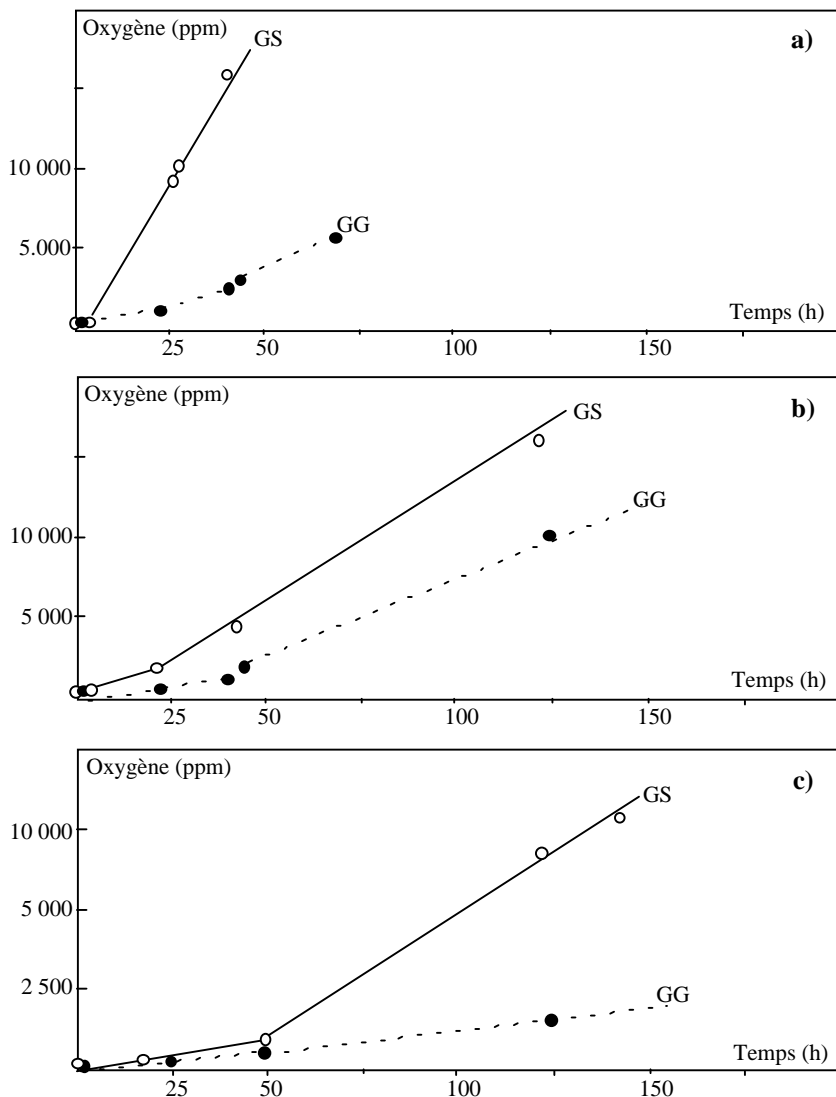 Oxygène (ppm)
GS
a)
10 000
5.000
GG
Temps (h)
25 50 100 150
Oxygène (ppm)
GS
b)
GG
10 000
5 000
Temps (h)
25 50 100 150
Oxygène (ppm)
c)
GS
10 000
5 000
2 500
GG
Temps (h)
25 50 100 150